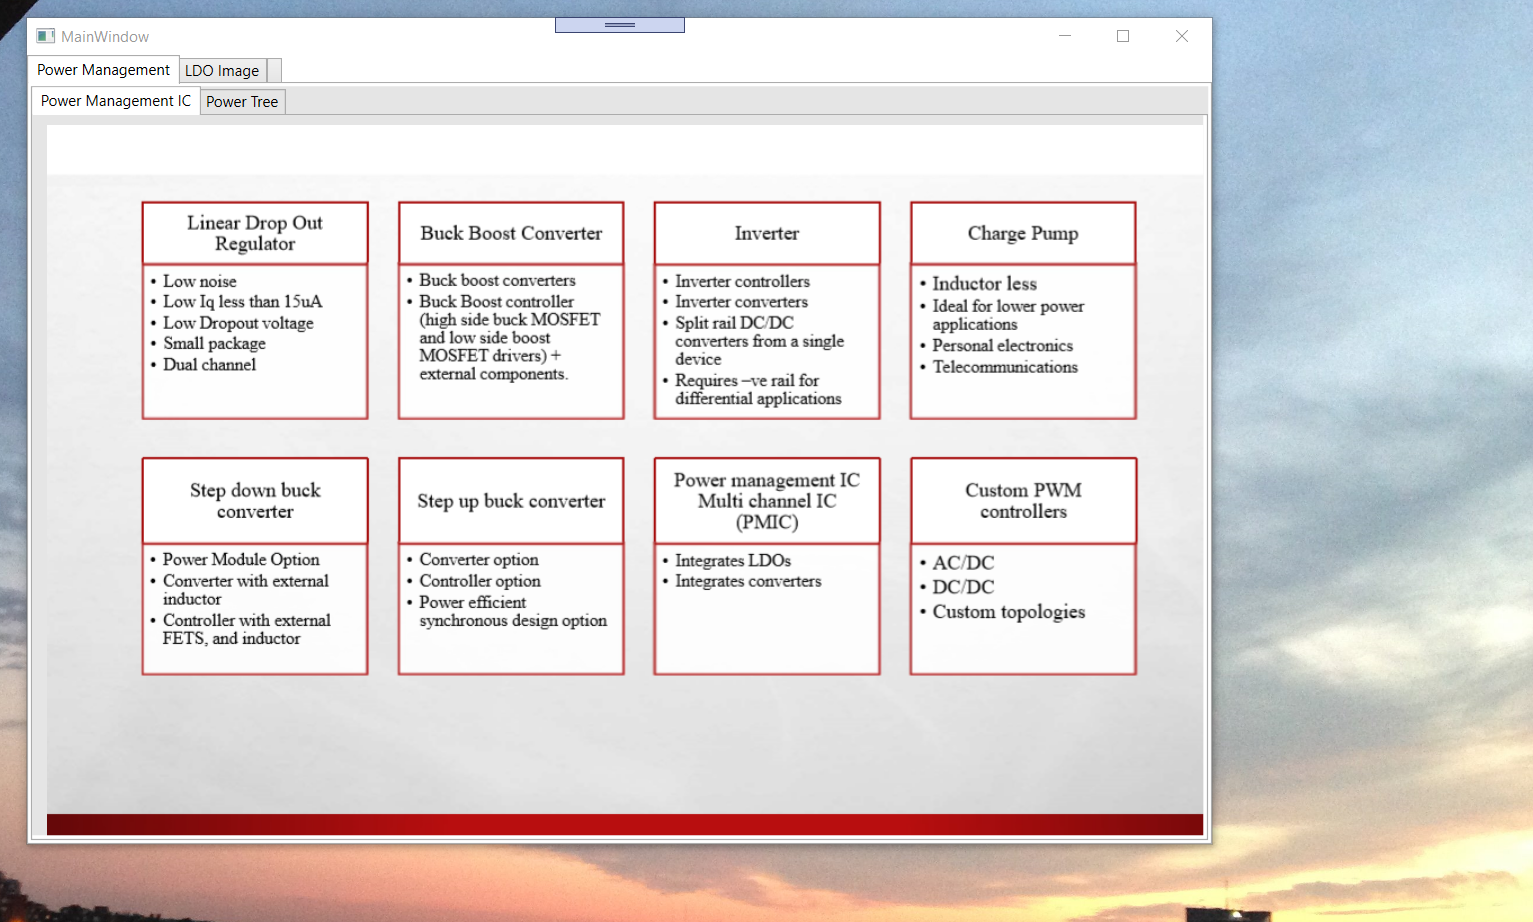 MainWindow
Power Management
LDO Image
Power Management IC
Power Tree
Linear Drop Out
Regulator
• Low noise
• Low Iq less than 15uA
• Low Dropout voltage
• Small package
• Dual channel
Buck Boost Converter
• Buck boost converters
• Buck Boost controller
(high side buck MOSFET
and low side boost
MOSFET drivers) +
external components.
Inverter
• Inverter controllers
• Inverter converters
• Split rail DC/DC
converters from a single
device
• Requires –ve rail for
differential applications
Charge Pump
• Inductor less
• Ideal for lower power
applications
• Personal electronics
• Telecommunications
Step down buck
converter
• Power Module Option
• Converter with external
inductor
• Controller with external
FETS, and inductor
Step up buck converter
• Converter option
• Controller option
• Power efficient
synchronous design option
Power management IC
Multi channel IC
(PMIC)
• Integrates LDOs
• Integrates converters
Custom PWM
controllers
• AC/DC
• DC/DC
• Custom topologies